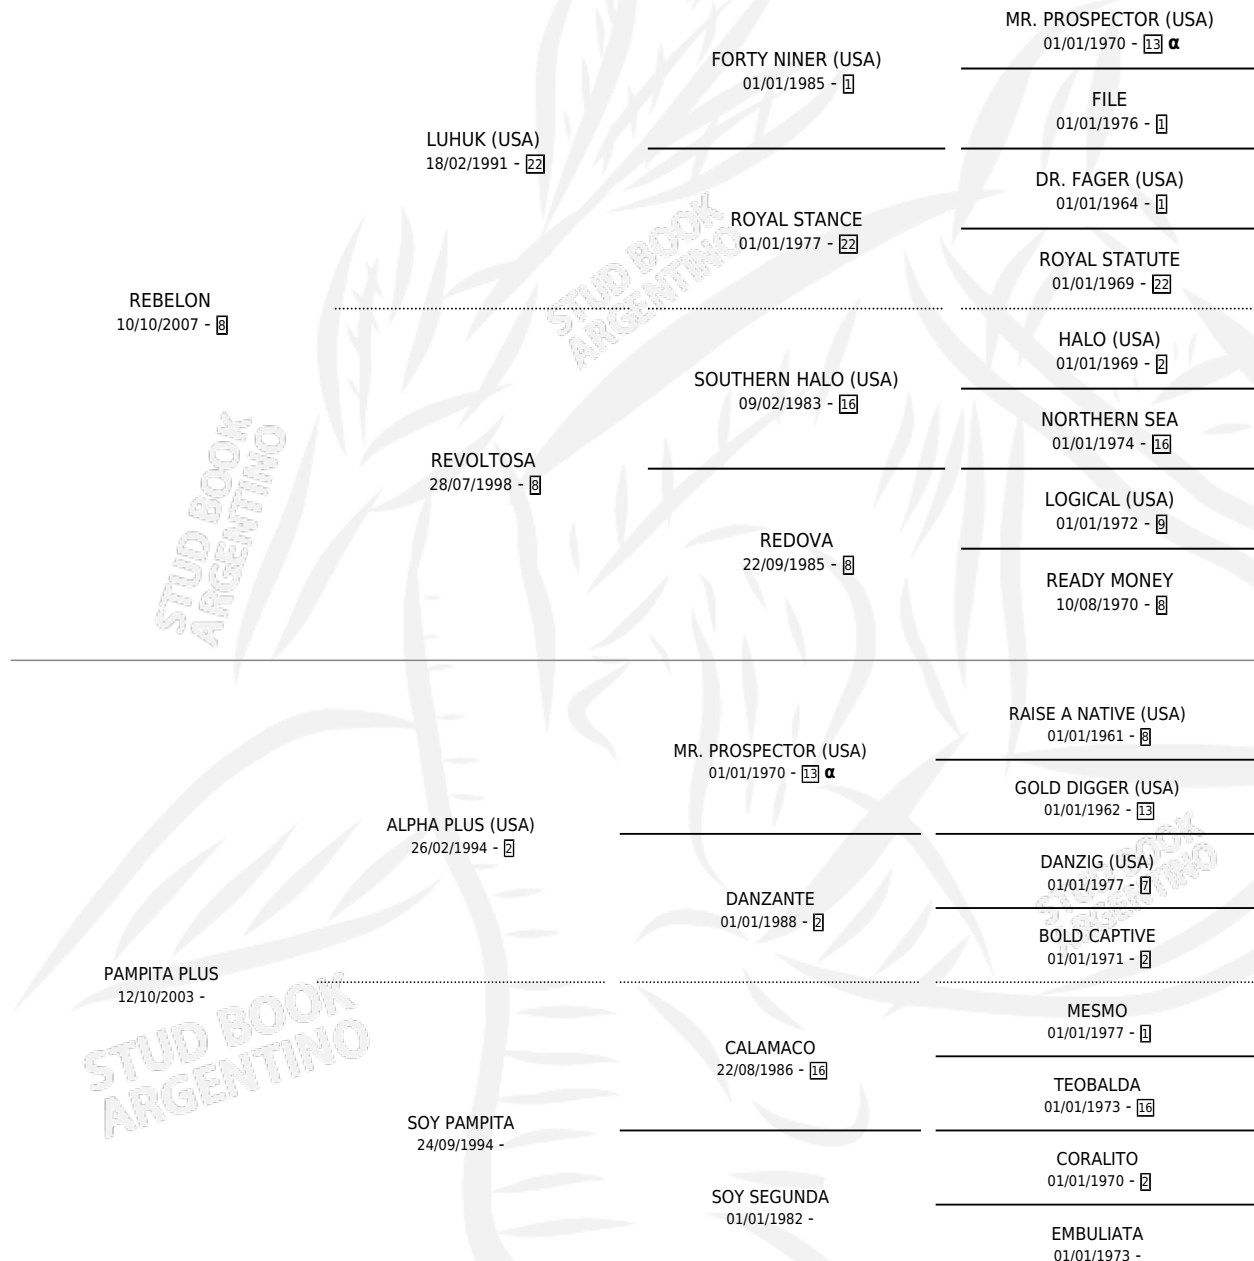 MR. PROSPECTOR (USA)
01/01/1970 - 13 α
FORTY NINER (USA)
01/01/1985 - 1
FILE
01/01/1976 - 1
LUHUK (USA)
18/02/1991 - 22
DR. FAGER (USA)
01/01/1964 - 1
ROYAL STANCE
01/01/1977 - 22
ROYAL STATUTE
01/01/1969 - 22
REBELON
10/10/2007 - 8
HALO (USA)
01/01/1969 - 2
SOUTHERN HALO (USA)
09/02/1983 - 16
NORTHERN SEA
01/01/1974 - 16
REVOLTOSA
28/07/1998 - 8
LOGICAL (USA)
01/01/1972 - 9
REDOVA
22/09/1985 - 8
READY MONEY
10/08/1970 - 8
RAISE A NATIVE (USA)
01/01/1961 - 8
MR. PROSPECTOR (USA)
01/01/1970 - 13 α
GOLD DIGGER (USA)
01/01/1962 - 13
ALPHA PLUS (USA)
26/02/1994 - 2
DANZIG (USA)
01/01/1977 - 7
DANZANTE
01/01/1988 - 2
BOLD CAPTIVE
01/01/1971 - 2
PAMPITA PLUS
12/10/2003 -
MESMO
01/01/1977 - 1
CALAMACO
22/08/1986 - 16
TEOBALDA
01/01/1973 - 16
SOY PAMPITA
24/09/1994 -
CORALITO
01/01/1970 - 2
SOY SEGUNDA
01/01/1982 -
EMBULIATA
01/01/1973 -
STUD BOOK
ARGENTINO
STUD BOOK
ARGENTINO
STUD BOOK
ARGENTINO
STUD BOOK
ARGENTINO